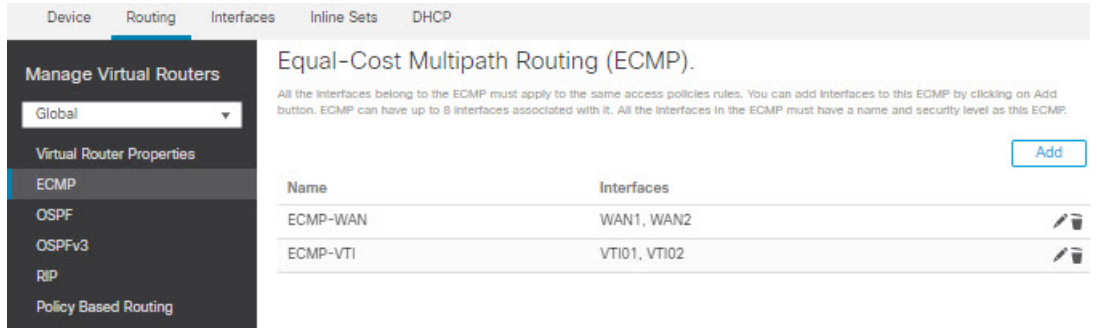 Device Routing Interfaces Inline Sets DHCP
Manage Virtual Routers
Global
Virtual Router Properties
ECMP
OSPF
OSPFv3
RIP
Policy Based Routing
Equal-Cost Multipath Routing (ECMP).
All the interfaces belong to the ECMP must apply to the same access policies rules. You can add interfaces to this ECMP by clicking on Add
button. ECMP can have up to 8 interfaces associated with it. All the interfaces in the ECMP must have a name and security level as this ECMP.
Add
Name Interfaces
ECMP-WAN WAN1, WAN2
ECMP-VTI VTI01, VTI02